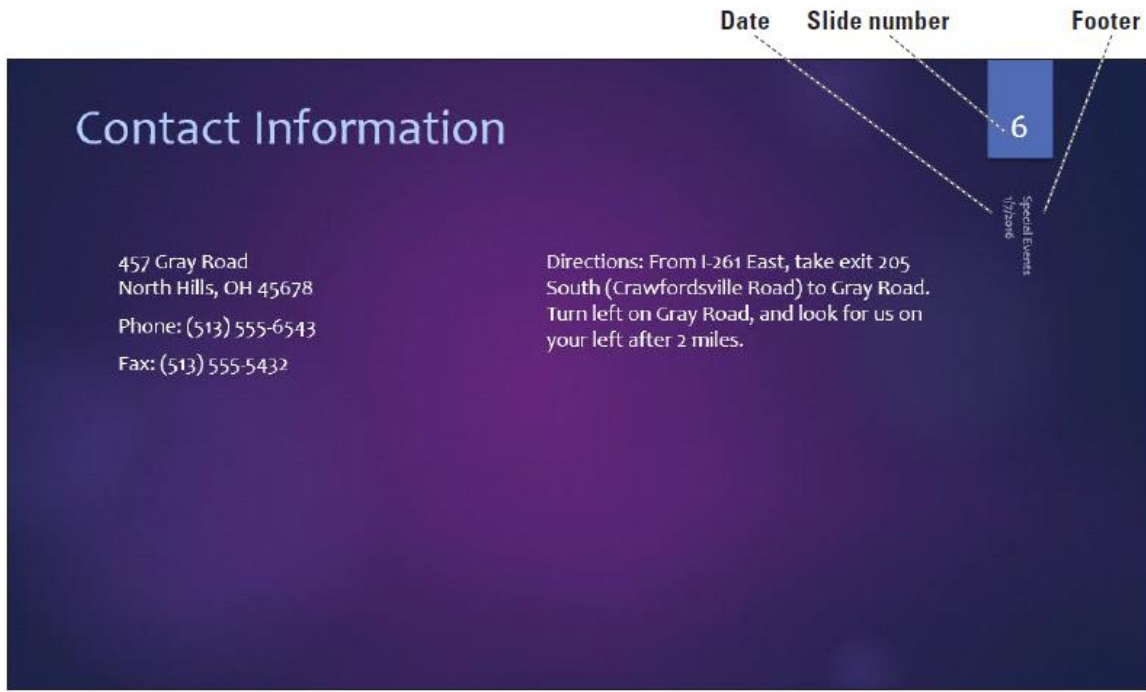 Date
Slide number
Footer
Contact Information
6
Special Events
1/7/2016
457 Gray Road
North Hills, OH 45678
Phone: (513) 555-6543
Fax: (513) 555-5432
Directions: From I-261 East, take exit 205
South (Crawfordsville Road) to Gray Road.
Turn left on Gray Road, and look for us on
your left after 2 miles.